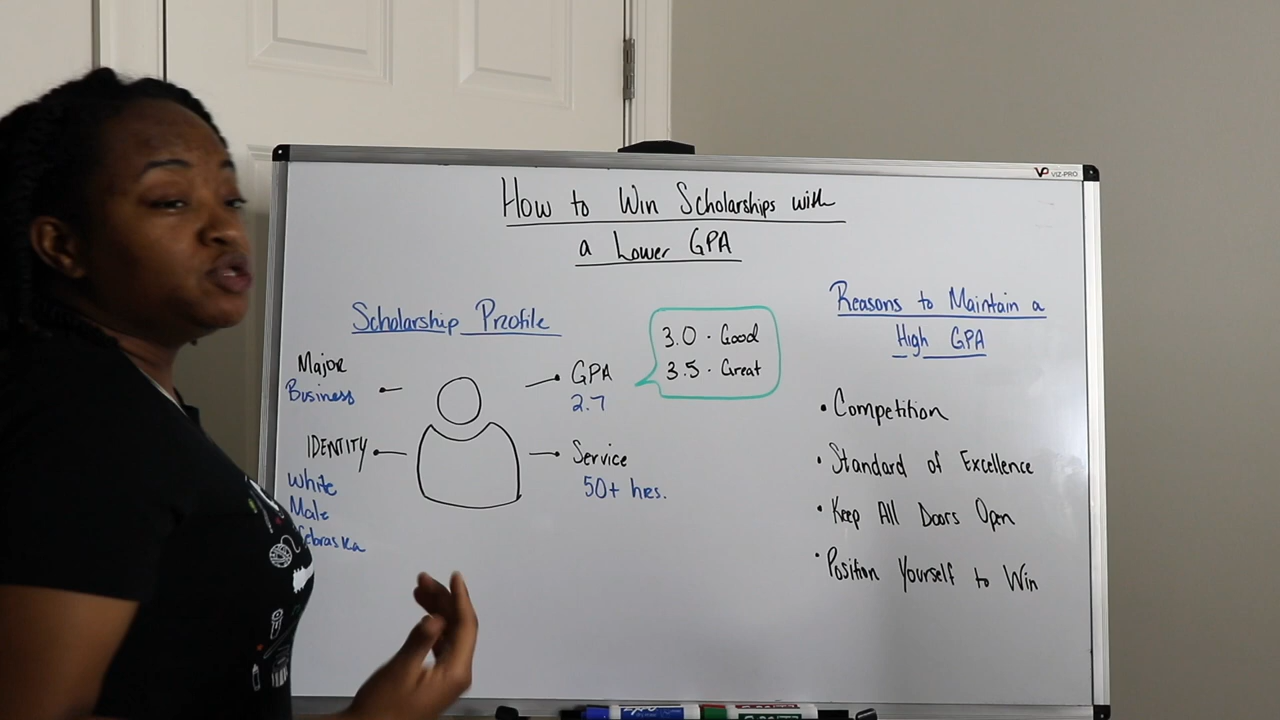 VP VIZ-PRO
How to Win Scholarships with
a Lower GPA
Scholarship Profile
Major
Business
IDENTITY
White
Male
ebraska
GPA
2.7
Service
50+ hrs.
3.0 · Good
3.5 · Great
Reasons to Maintain a
High GPA
• Competition
• Standard of Excellence
• Keep All Doors Open
• Position Yourself to Win